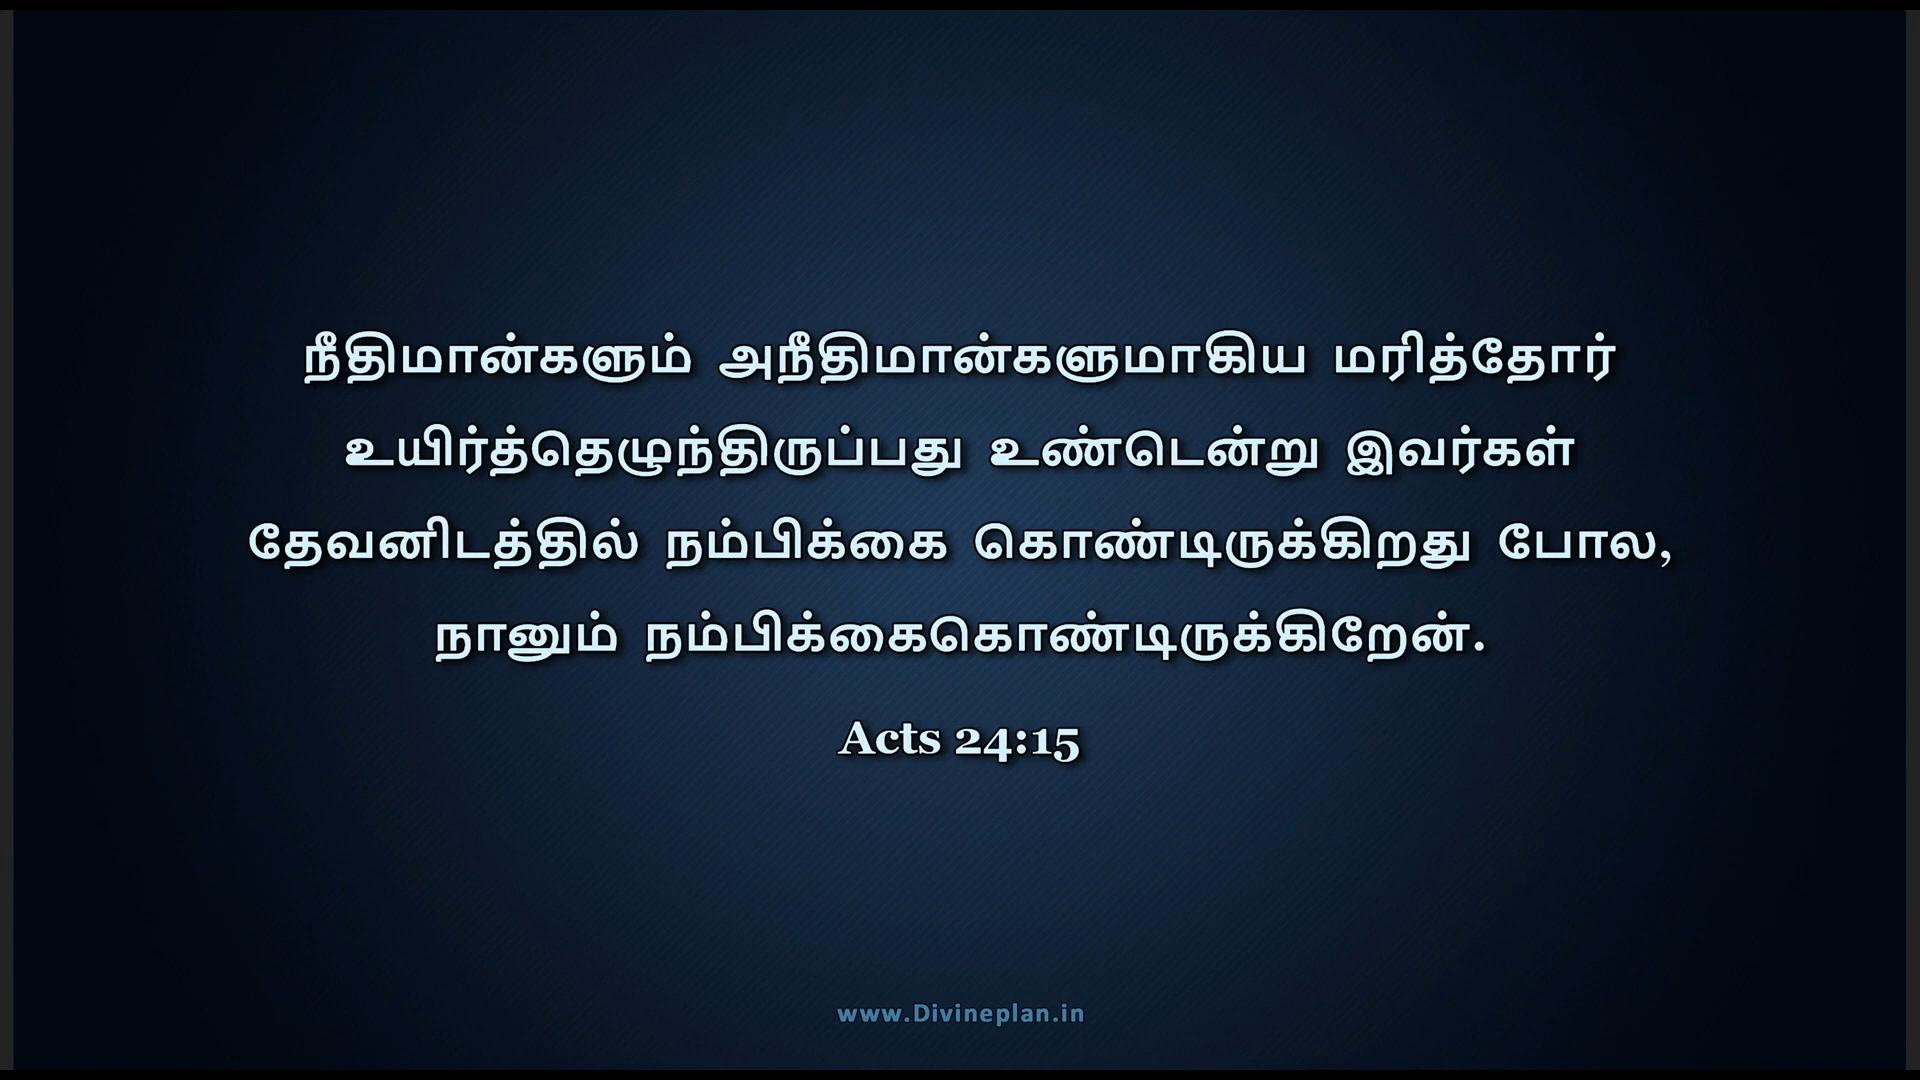 நீதிமான்களும் அநீதிமான்களுமாகிய மரித்தோர்
உயிர்த்தெழுந்திருப்பது உண்டென்று இவர்கள்
தேவனிடத்தில் நம்பிக்கை கொண்டிருக்கிறது போல,
நானும் நம்பிக்கைகொண்டிருக்கிறேன்.
Acts 24:15
www.Divineplan.in